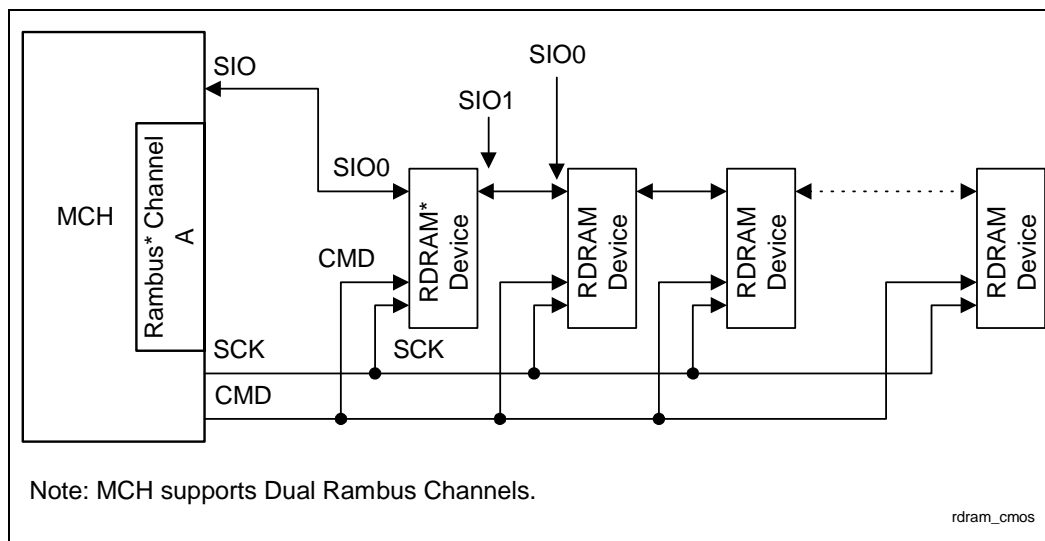 SIO0
SIO
SIO1
SIO0
MCH
Rambus* Channel
A
RDRAM*
Device
RDRAM
Device
RDRAM
Device
RDRAM
Device
CMD
SCK
SCK
CMD
Note: MCH supports Dual Rambus Channels.
rdram_cmos